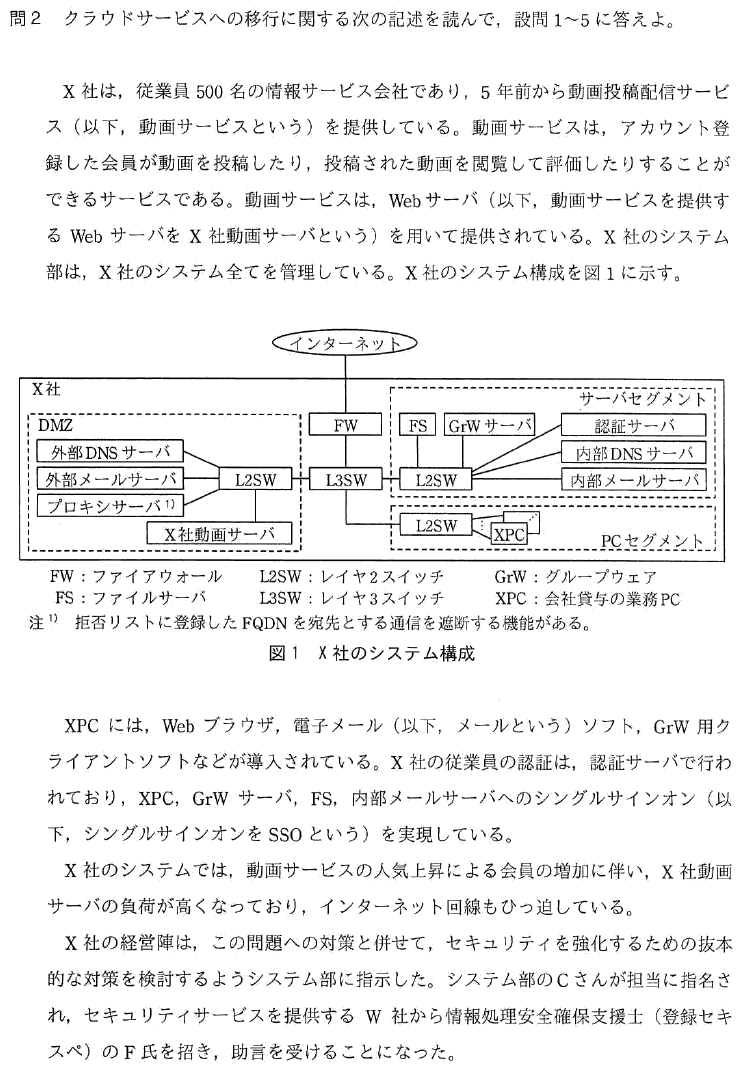 問2 クラウドサービスへの移行に関する次の記述を読んで，設問1～5に答えよ。
X社は，従業員500名の情報サービス会社であり，5年前から動画投稿配信サービ
ス（以下，動画サービスという）を提供している。動画サービスは，アカウント登
録した会員が動画を投稿したり，投稿された動画を閲覧して評価したりすることが
できるサービスである。動画サービスは，Webサーバ（以下，動画サービスを提供す
るWebサーバをX社動画サーバという）を用いて提供されている。X社のシステム
部は，X社のシステム全てを管理している。X社のシステム構成を図1に示す。
インターネット
X社
サーバセグメント
DMZ
FW
FS
GrWサーバ
認証サーバ
外部DNSサーバ
内部DNSサーバ
外部メールサーバ
L2SW
L3SW
L2SW
内部メールサーバ
プロキシサーバ1)
X社動画サーバ
L2SW
XPC
PCセグメント
FW：ファイアウォール L2SW：レイヤ2スイッチ GrW：グループウェア
FS：ファイルサーバ L3SW：レイヤ3スイッチ XPC：会社貸与の業務PC
注1) 拒否リストに登録したFQDNを宛先とする通信を遮断する機能がある。
図1 X社のシステム構成
XPCには，Webブラウザ，電子メール（以下，メールという）ソフト，GrW用ク
ライアントソフトなどが導入されている。X社の従業員の認証は，認証サーバで行わ
れており，XPC，GrWサーバ，FS，内部メールサーバへのシングルサインオン（以
下，シングルサインオンをSSOという）を実現している。
X社のシステムでは，動画サービスの人気上昇による会員の増加に伴い，X社動画
サーバの負荷が高くなっており，インターネット回線もひっ迫している。
X社の経営陣は，この問題への対策と併せて，セキュリティを強化するための抜本
的な対策を検討するようシステム部に指示した。システム部のCさんが担当に指名さ
れ，セキュリティサービスを提供するW社から情報処理安全確保支援士（登録セキ
スペ）のF氏を招き，助言を受けることになった。